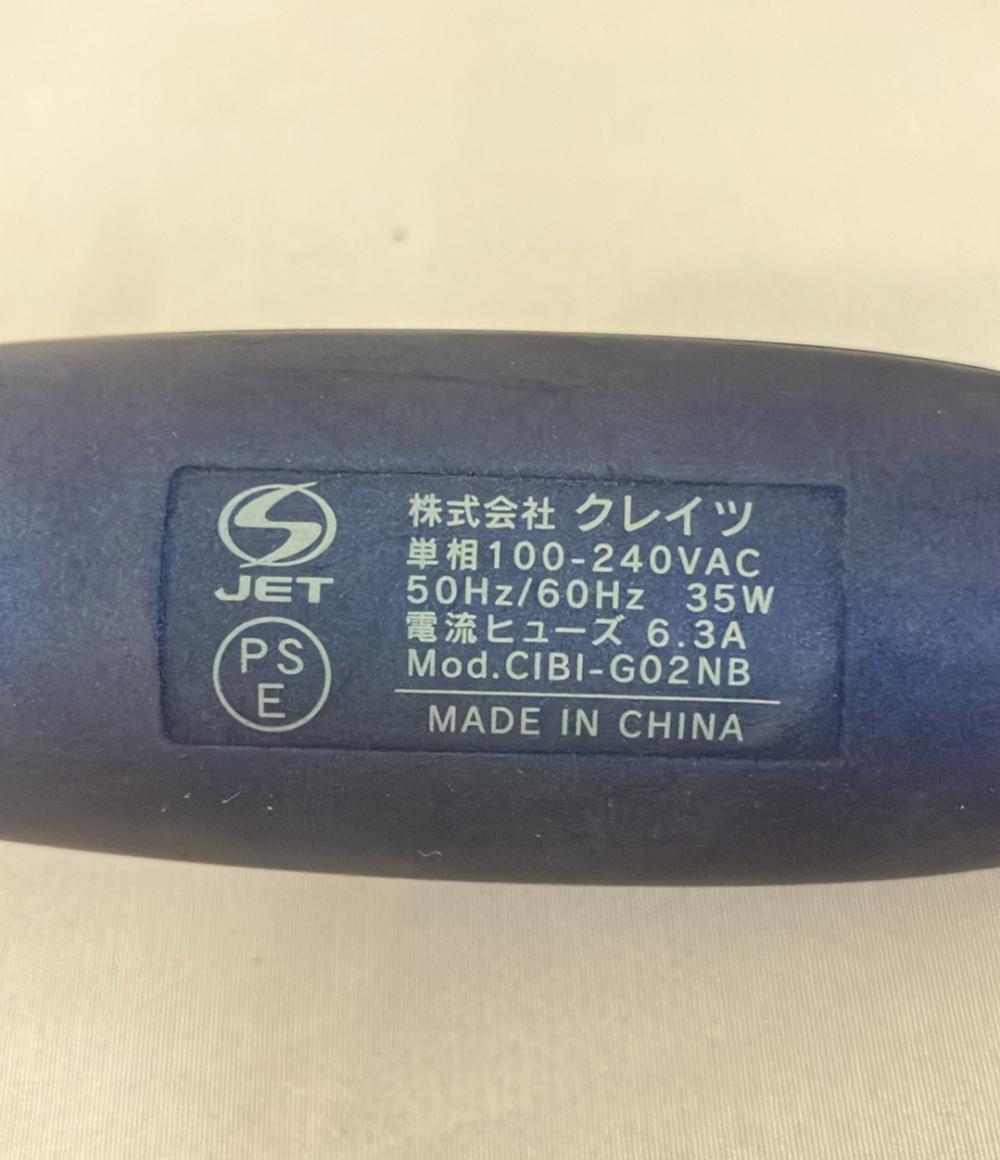 JET
PS
E
株式会社 クレイツ
単相100-240VAC
50Hz/60Hz 35W
電流ヒューズ 6.3A
Mod.CIBI-G02NB
MADE IN CHINA